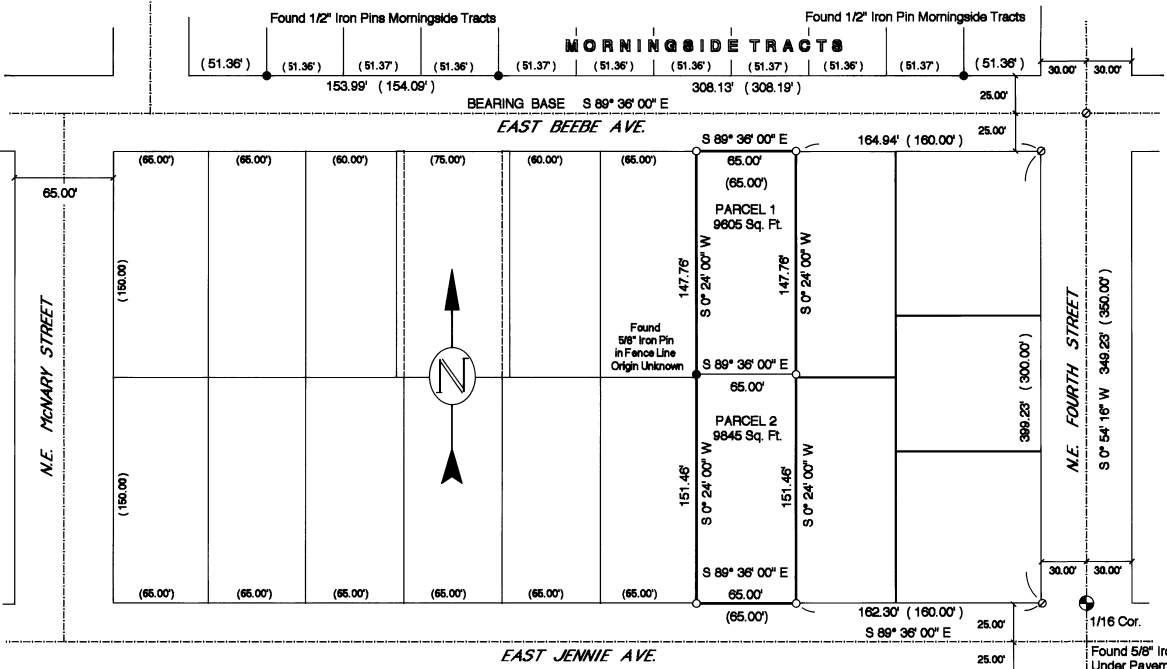 Found 1/2" Iron Pins Morningside Tracts
Found 1/2" Iron Pin Morningside Tracts
MORNINGSIDE TRACTS
(51.36') (51.36') (51.37') (51.36') (51.37') (51.36') (51.36') (51.37') (51.36') (51.37') (51.36')
30.00' 30.00'
153.99' (154.09')
308.13' (308.19')
25.00'
BEARING BASE S 89° 36' 00" E
EAST BEEBE AVE.
25.00'
S 89° 36' 00" E
164.94' (160.00')
(65.00') (65.00') (60.00') (75.00') (60.00') (65.00')
65.00'
(65.00')
65.00'
PARCEL 1
9605 Sq. Ft.
147.76'
S 0° 24' 00" W
147.76'
S 0° 24' 00" W
(150.00)
N.E. McNARY STREET
N
Found
5/8" Iron Pin
in Fence Line
Origin Unknown
S 89° 36' 00" E
65.00'
PARCEL 2
9845 Sq. Ft.
151.46'
S 0° 24' 00" W
151.46'
S 0° 24' 00" W
(150.00)
399.23' (300.00')
N.E. FOURTH STREET
S 0° 54' 16" W 349.23' (350.00')
S 89° 36' 00" E
(65.00') (65.00') (65.00') (65.00') (65.00') (65.00')
65.00'
(65.00')
30.00' 30.00'
162.30' (160.00')
S 89° 36' 00" E
25.00'
1/16 Cor.
EAST JENNIE AVE.
25.00'
Found 5/8" Iro
Under Pavem